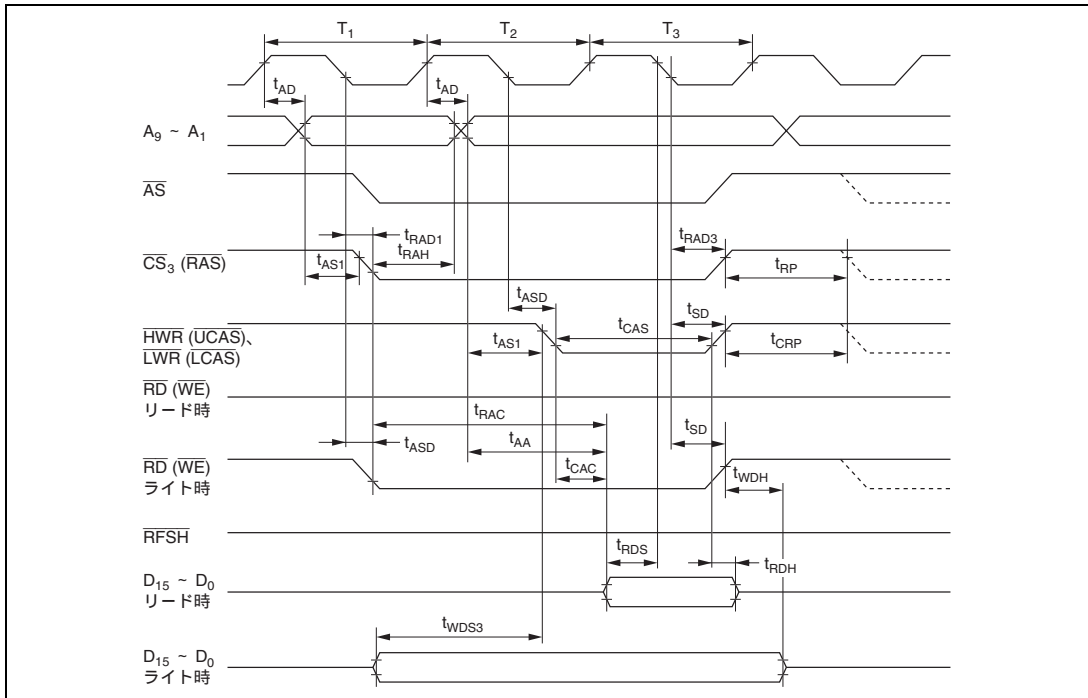 T1 T2 T3
tAD tAD
A9 ~ A1
AS
tRAD1 tRAD3
tRAH
CS3 (RAS) tAS1 tRP
tASD
tSD
HWR (UCAS)、 tCAS
LWR (LCAS) tAS1 tCRP
RD (WE)
リード時
tRAC
tSD
tASD tAA
RD (WE) tCAC
ライト時 tWDH
RFSH
tRDS
tRDH
D15 ~ D0
リード時
tWDS3
D15 ~ D0
ライト時